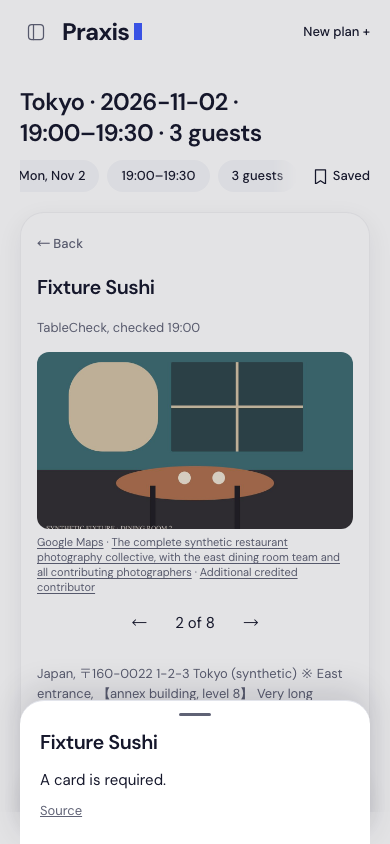 Praxis
New plan +
Tokyo · 2026-11-02 ·
19:00–19:30 · 3 guests
Mon, Nov 2
19:00–19:30
3 guests
Saved
← Back
Fixture Sushi
TableCheck, checked 19:00
SYNTHETIC FIXTURE · DINING ROOM 2
Google Maps · The complete synthetic restaurant
photography collective, with the east dining room team and
all contributing photographers · Additional credited
contributor
← 2 of 8 →
Japan, 〒160-0022 1-2-3 Tokyo (synthetic) ※ East
entrance, 【annex building, level 8】 Very long
Fixture Sushi
A card is required.
Source